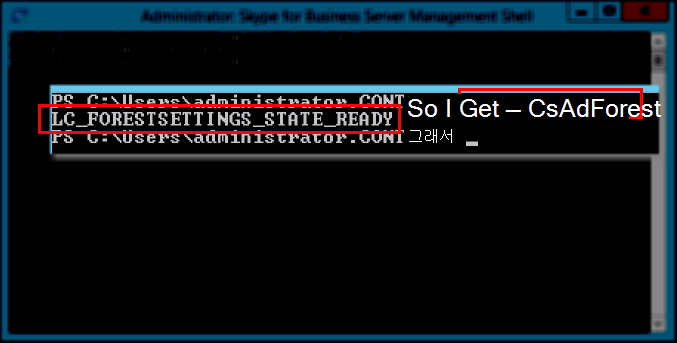 Administrator: Skype for Business Server Management Shell
PS C:\Users\administrator.CONT So I Get – CsAdForest
LC_FORESTSETTINGS_STATE_READY
PS C:\Users\administrator.CONT 그래서